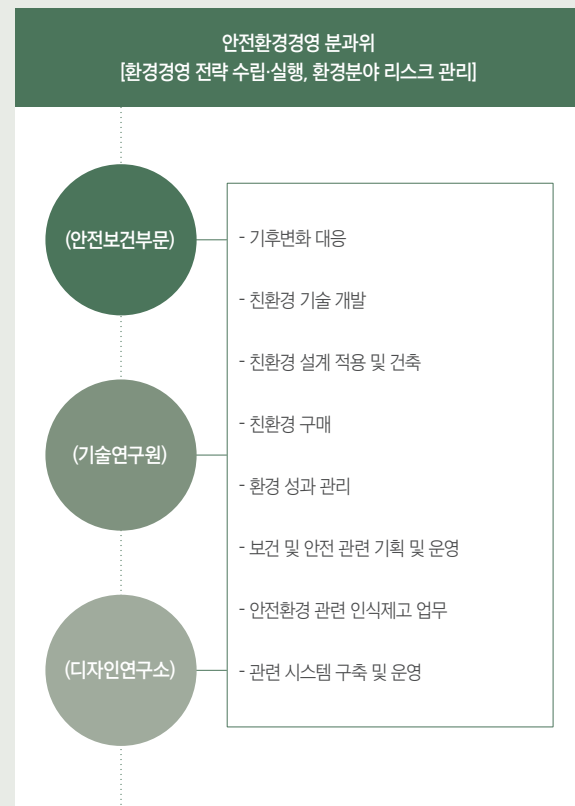 안전환경경영 분과위
[환경경영 전략 수립·실행, 환경분야 리스크 관리]
(안전보건부문)
- 기후변화 대응
- 친환경 기술 개발
- 친환경 설계 적용 및 건축
- 친환경 구매
(기술연구원)
- 환경 성과 관리
- 보건 및 안전 관련 기획 및 운영
- 안전환경 관련 인식제고 업무
(디자인연구소)
- 관련 시스템 구축 및 운영